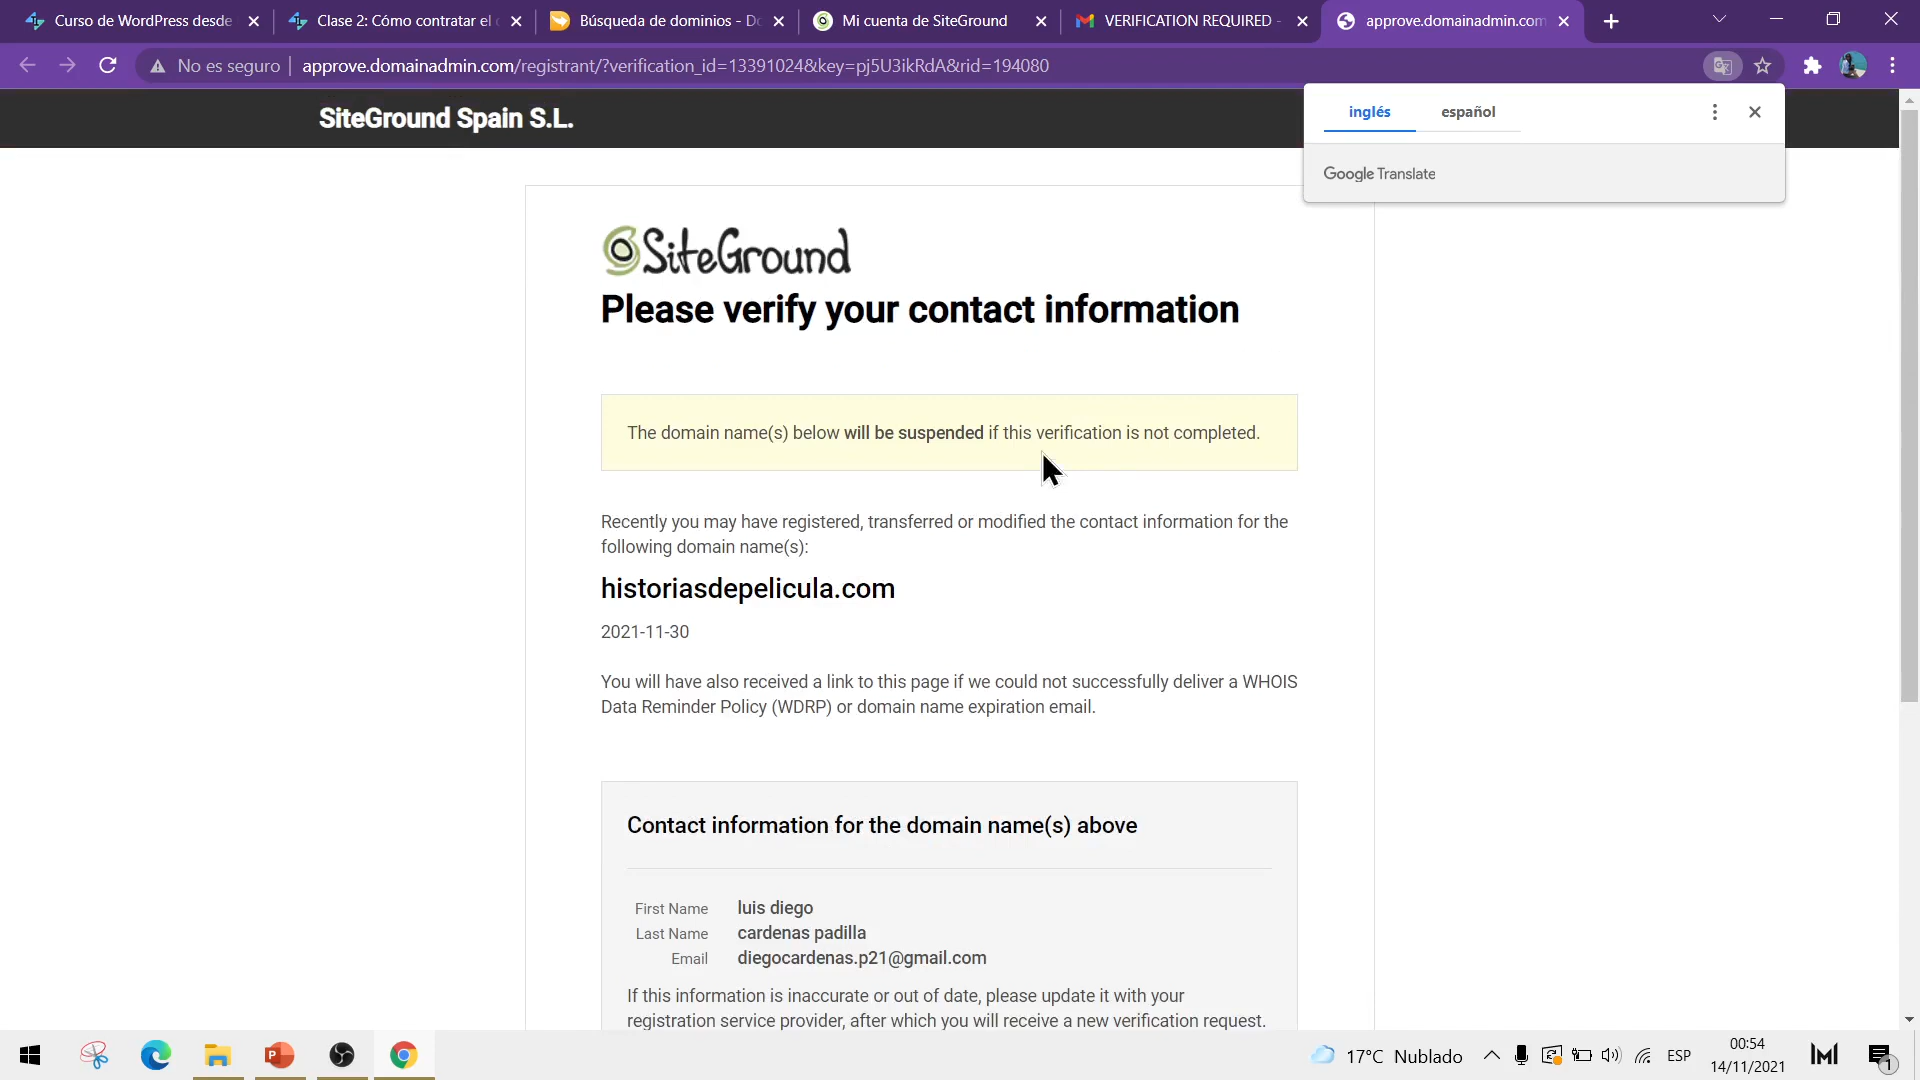 Curso de WordPress desde
Clase 2: Cómo contratar el
Búsqueda de dominios - Do
Mi cuenta de SiteGround
VERIFICATION REQUIRED -
approve.domainadmin.com
No es seguro
approve.domainadmin.com/registrant/?verification_id=13391024&key=pj5U3ikRdA&rid=194080
SiteGround Spain S.L.
inglés
español
Google Translate
SiteGround
Please verify your contact information
The domain name(s) below will be suspended if this verification is not completed.
Recently you may have registered, transferred or modified the contact information for the
following domain name(s):
historiasdepelicula.com
2021-11-30
You will have also received a link to this page if we could not successfully deliver a WHOIS
Data Reminder Policy (WDRP) or domain name expiration email.
Contact information for the domain name(s) above
First Name luis diego
Last Name cardenas padilla
Email diegocardenas.p21@gmail.com
If this information is inaccurate or out of date, please update it with your
registration service provider, after which you will receive a new verification request.
17°C Nublado
ESP
00:54
14/11/2021
1